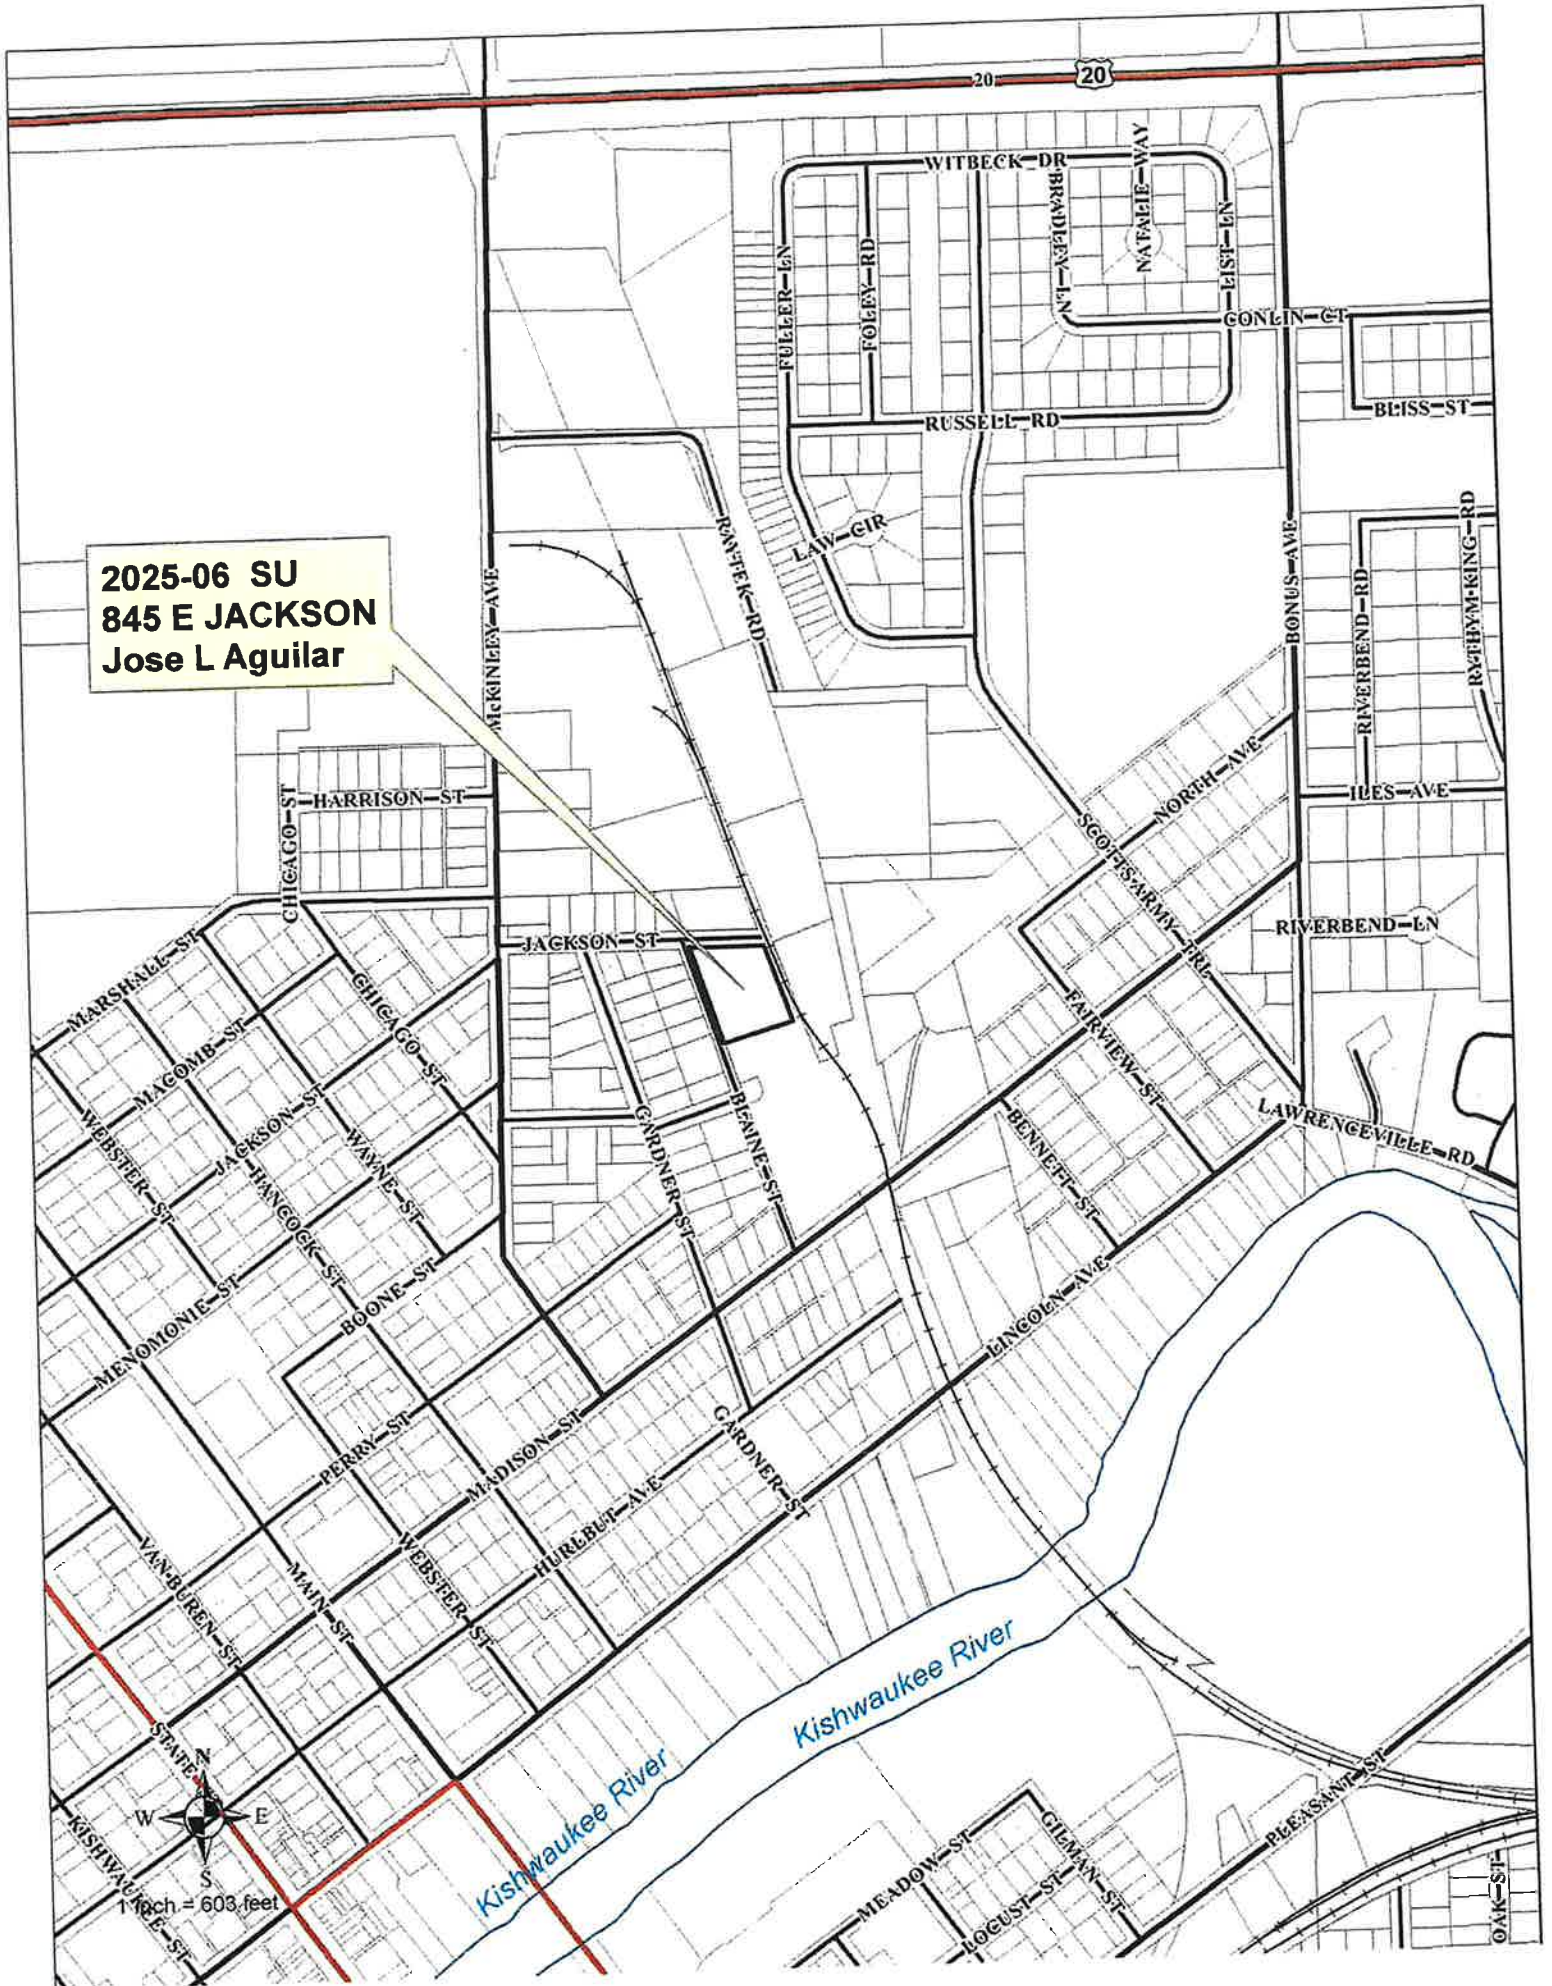 20
20
WITBECK DR
NATALIE WAY
BRADLEY LN
LIST LN
FULLER LN
FOLEY RD
CONLIN CT
BLISS ST
RUSSELL RD
LAW CIR
RAYTEK RD
BONUS AVE
RIVERBEND RD
RYTHYM KING RD
2025-06 SU
845 E JACKSON
Jose L Aguilar
McKINLEY AVE
NORTH AVE
ILES AVE
HARRISON ST
CHICAGO ST
SCOTTS ARMY TRL
RIVERBEND LN
JACKSON ST
MARSHALL ST
CHICAGO ST
MACOMB ST
FAIRVIEW ST
WEBSTER ST
JACKSON ST
WAYNE ST
GARDNER ST
BLAINE ST
BENNETT ST
LAWRENCEVILLE RD
HANCOCK ST
MENOMONIE ST
BOONE ST
LINCOLN AVE
PERRY ST
MADISON ST
GARDNER ST
HURLBUT AVE
VAN BUREN ST
MAIN ST
WEBSTER ST
Kishwaukee River
Kishwaukee River
STATE
N
W
E
S
1 inch = 603 feet
KISHWAUKEE ST
PLEASANT ST
MEADOW ST
GILMAN ST
LOCUST ST
OAK ST